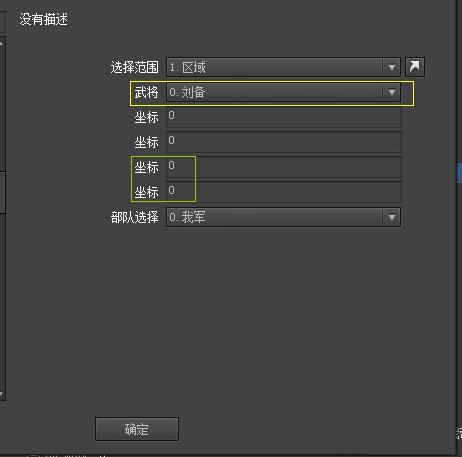 没有描述
选择范围 1. 区域
武将 0. 刘备
坐标 0
坐标 0
坐标 0
坐标 0
部队选择 0. 我军
确定